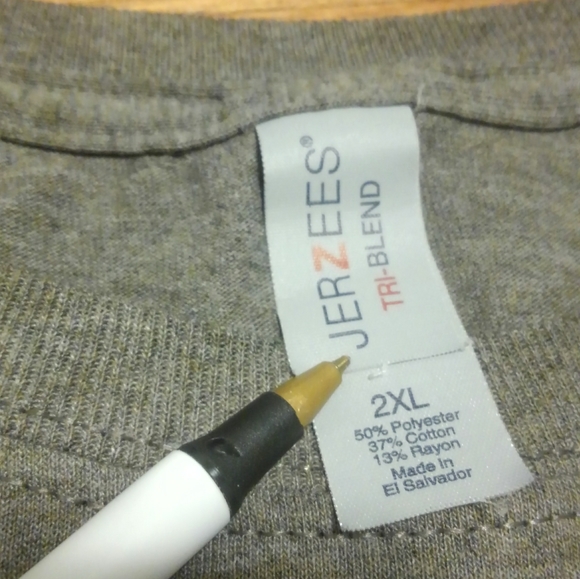 JERZEES®
TRI-BLEND
2XL
50% Polyester
37% Cotton
13% Rayon
Made in
El Salvador